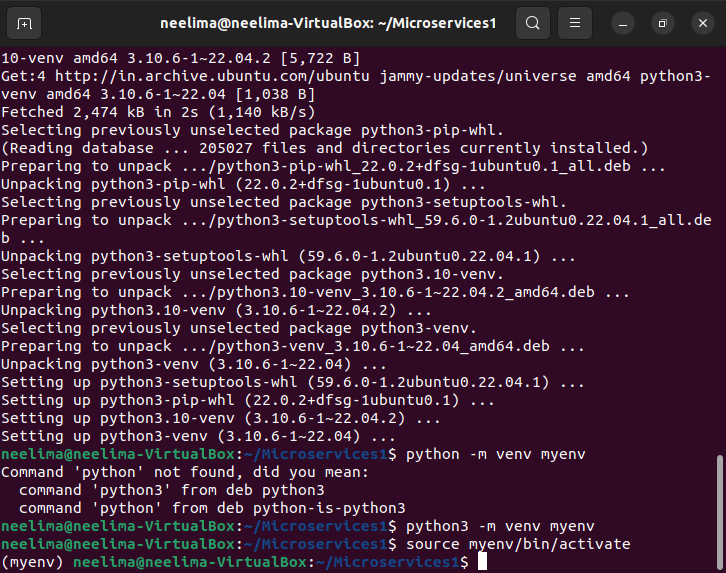 neelima@neelima-VirtualBox: ~/Microservices1
10-venv amd64 3.10.6-1~22.04.2 [5,722 B]
Get:4 http://in.archive.ubuntu.com/ubuntu jammy-updates/universe amd64 python3-
venv amd64 3.10.6-1~22.04 [1,038 B]
Fetched 2,474 kB in 2s (1,140 kB/s)
Selecting previously unselected package python3-pip-whl.
(Reading database ... 205027 files and directories currently installed.)
Preparing to unpack .../python3-pip-whl_22.0.2+dfsg-1ubuntu0.1_all.deb ...
Unpacking python3-pip-whl (22.0.2+dfsg-1ubuntu0.1) ...
Selecting previously unselected package python3-setuptools-whl.
Preparing to unpack .../python3-setuptools-whl_59.6.0-1.2ubuntu0.22.04.1_all.de
b ...
Unpacking python3-setuptools-whl (59.6.0-1.2ubuntu0.22.04.1) ...
Selecting previously unselected package python3.10-venv.
Preparing to unpack .../python3.10-venv_3.10.6-1~22.04.2_amd64.deb ...
Unpacking python3.10-venv (3.10.6-1~22.04.2) ...
Selecting previously unselected package python3-venv.
Preparing to unpack .../python3-venv_3.10.6-1~22.04_amd64.deb ...
Unpacking python3-venv (3.10.6-1~22.04) ...
Setting up python3-setuptools-whl (59.6.0-1.2ubuntu0.22.04.1) ...
Setting up python3-pip-whl (22.0.2+dfsg-1ubuntu0.1) ...
Setting up python3.10-venv (3.10.6-1~22.04.2) ...
Setting up python3-venv (3.10.6-1~22.04) ...
neelima@neelima-VirtualBox:~/Microservices1$ python -m venv myenv
Command 'python' not found, did you mean:
  command 'python3' from deb python3
  command 'python' from deb python-is-python3
neelima@neelima-VirtualBox:~/Microservices1$ python3 -m venv myenv
neelima@neelima-VirtualBox:~/Microservices1$ source myenv/bin/activate
(myenv) neelima@neelima-VirtualBox:~/Microservices1$